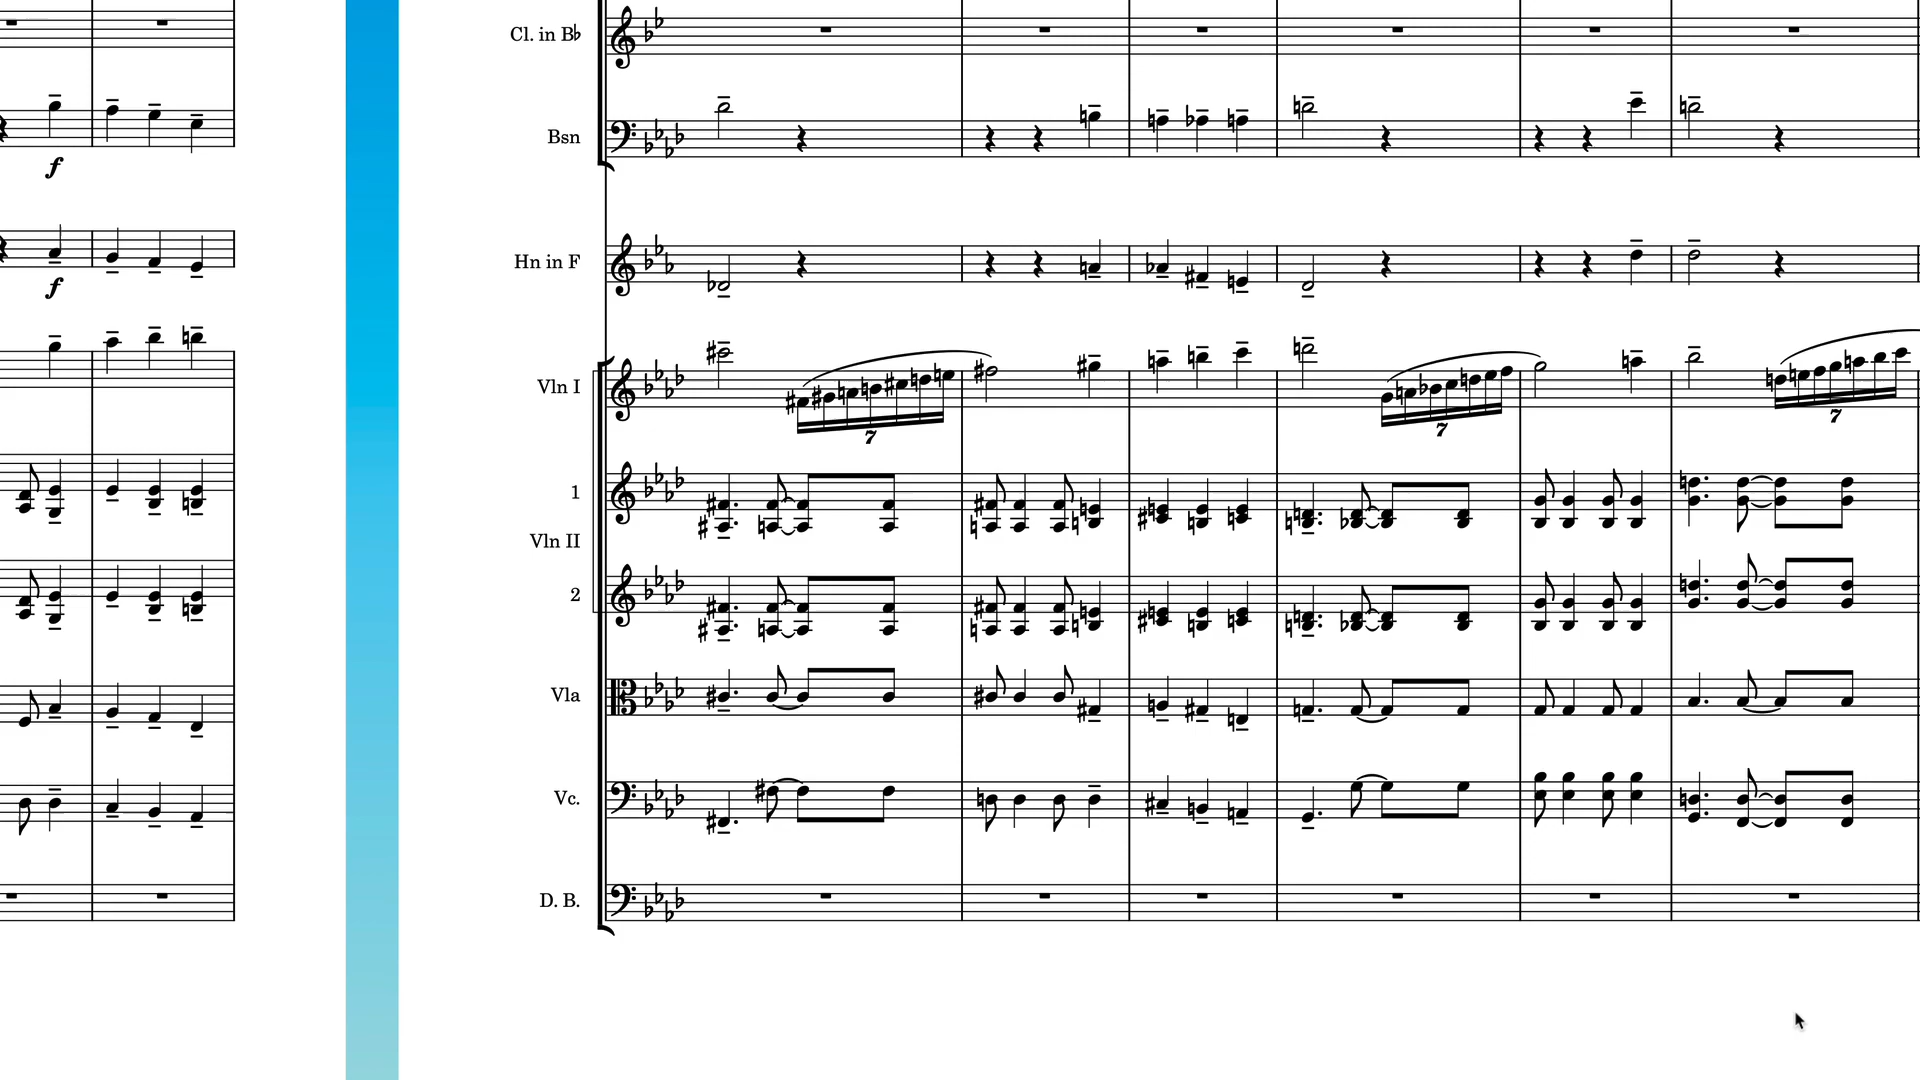 Cl. in B♭
Bsn
f
Hn in F
f
Vln I
7
7
7
1
Vln II
2
Vla
Vc.
D. B.